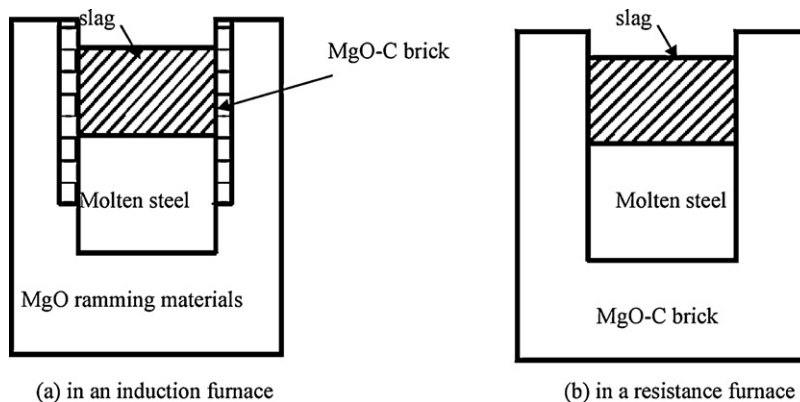 slag
MgO-C brick
Molten steel
MgO ramming materials
(a) in an induction furnace
slag
Molten steel
MgO-C brick
(b) in a resistance furnace